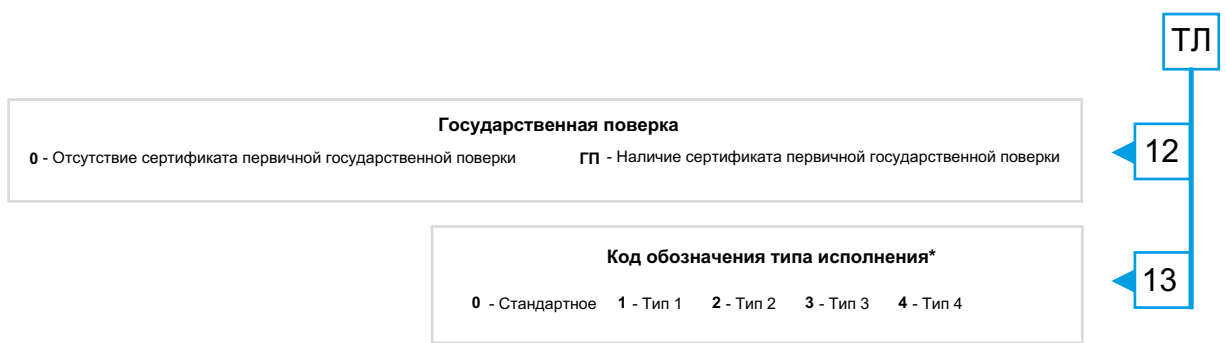 ТЛ
Государственная поверка
0 - Отсутствие сертификата первичной государственной поверки ГП - Наличие сертификата первичной государственной поверки
12
Код обозначения типа исполнения*
0 - Стандартное 1 - Тип 1 2 - Тип 2 3 - Тип 3 4 - Тип 4
13